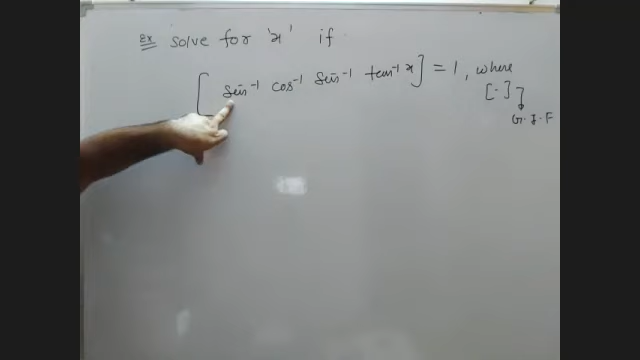 Ex Solve for 'x' if
[ sin⁻¹ cos⁻¹ sin⁻¹ tan⁻¹ x ] = 1, where
[·]
G.I.F